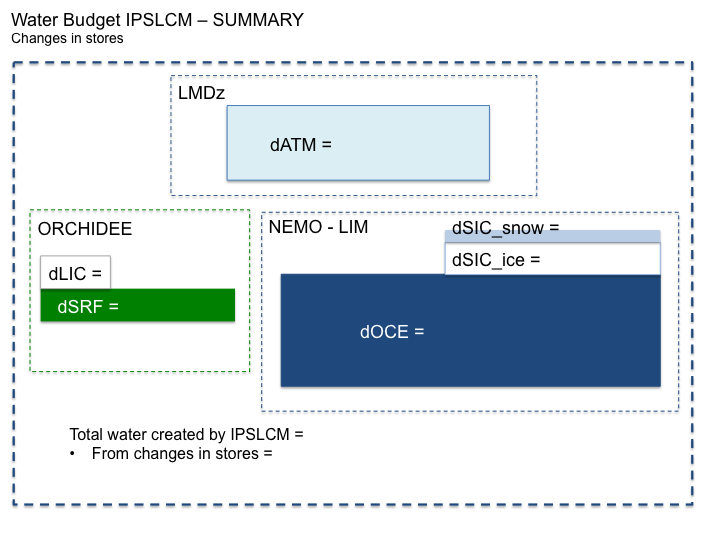 Water Budget IPSLCM – SUMMARY
Changes in stores
LMDz
dATM =
ORCHIDEE
dLIC =
dSRF =
NEMO - LIM
dSIC_snow =
dSIC_ice =
dOCE =
Total water created by IPSLCM =
• From changes in stores =